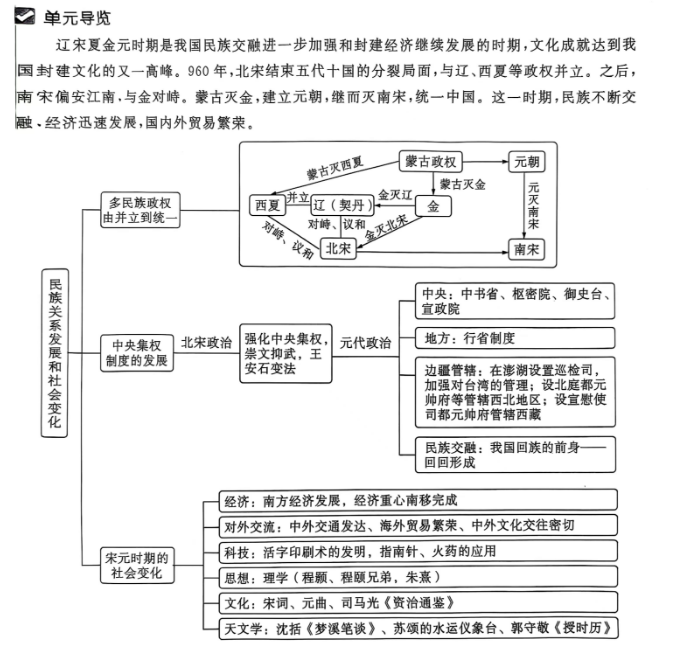 单元导览
辽宋夏金元时期是我国民族交融进一步加强和封建经济继续发展的时期,文化成就达到我
国封建文化的又一高峰。960年,北宋结束五代十国的分裂局面,与辽、西夏等政权并立。之后,
南宋偏安江南,与金对峙。蒙古灭金,建立元朝,继而灭南宋,统一中国。这一时期,民族不断交
融、经济迅速发展,国内外贸易繁荣。
民族关系发展和社会变化
多民族政权
由并立到统一
蒙古灭西夏
蒙古政权
元朝
蒙古灭金
元灭南宋
西夏
并立
辽(契丹)
金灭辽
金
对峙、议和
对峙、议和
金灭北宋
北宋
南宋
中央集权
制度的发展
北宋政治
强化中央集权,
崇文抑武,王
安石变法
元代政治
中央:中书省、枢密院、御史台、
宣政院
地方:行省制度
边疆管辖:在澎湖设置巡检司,
加强对台湾的管理;设北庭都元
帅府等管辖西北地区;设宣慰使
司都元帅府管辖西藏
民族交融:我国回族的前身——
回回形成
宋元时期的
社会变化
经济:南方经济发展,经济重心南移完成
对外交流:中外交通发达、海外贸易繁荣、中外文化交往密切
科技:活字印刷术的发明,指南针、火药的应用
思想:理学(程颢、程颐兄弟,朱熹)
文化:宋词、元曲、司马光《资治通鉴》
天文学:沈括《梦溪笔谈》、苏颂的水运仪象台、郭守敬《授时历》